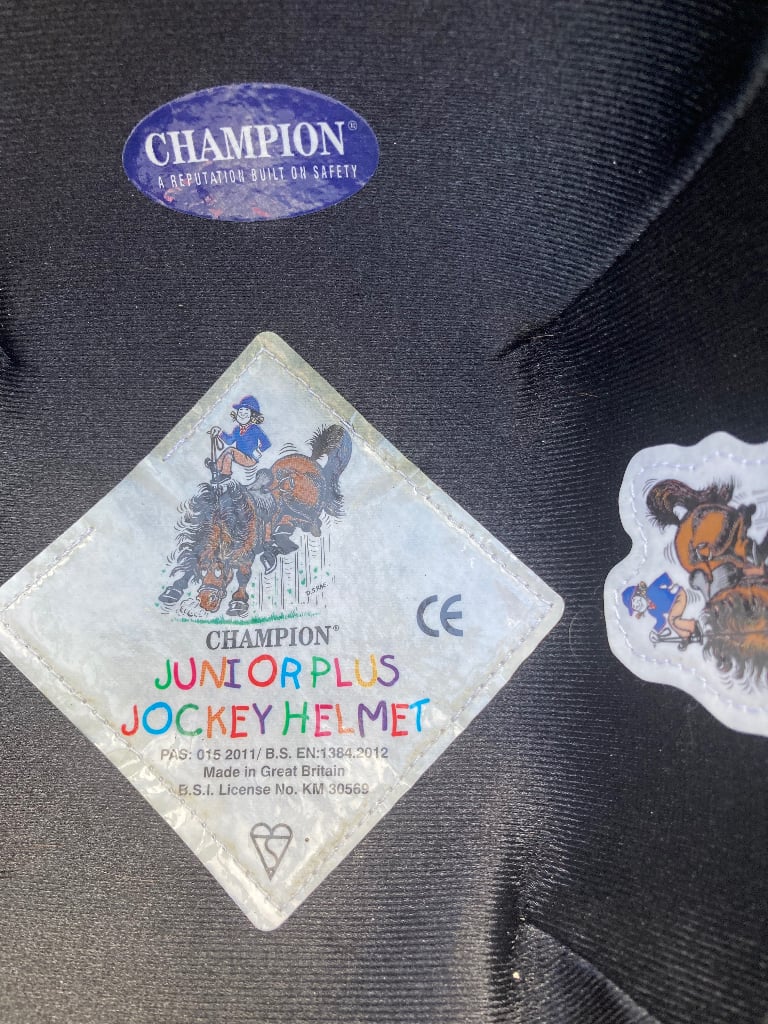 CHAMPION®
A REPUTATION BUILT ON SAFETY
CHAMPION®
CE
JUNIOR PLUS
JOCKEY HELMET
PAS: 015 2011/ B.S. EN:1384.2012
Made in Great Britain
B.S.I. License No. KM 30569